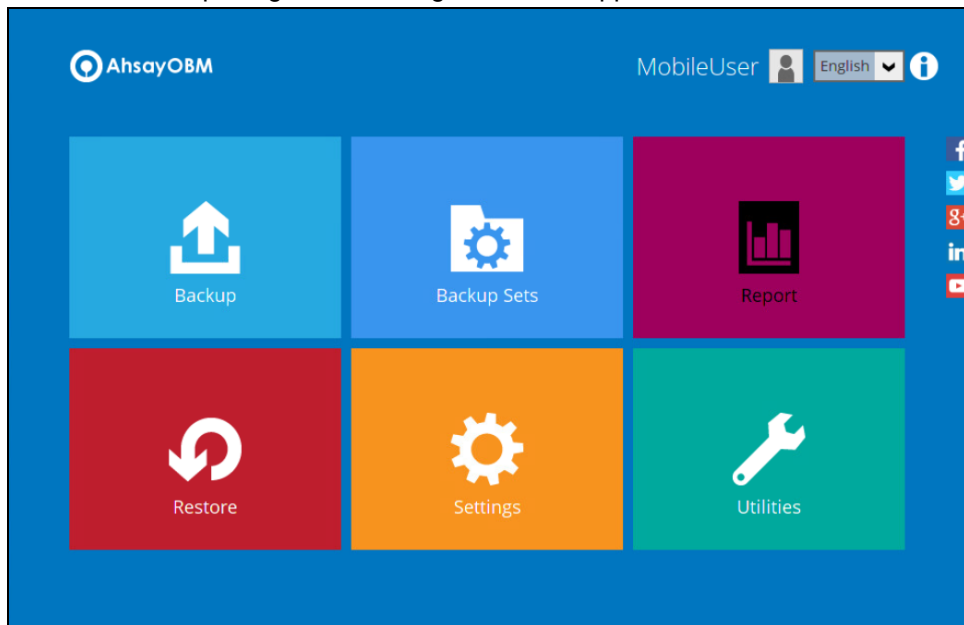 AhsayOBM
MobileUser English
Backup
Backup Sets
Report
Restore
Settings
Utilities